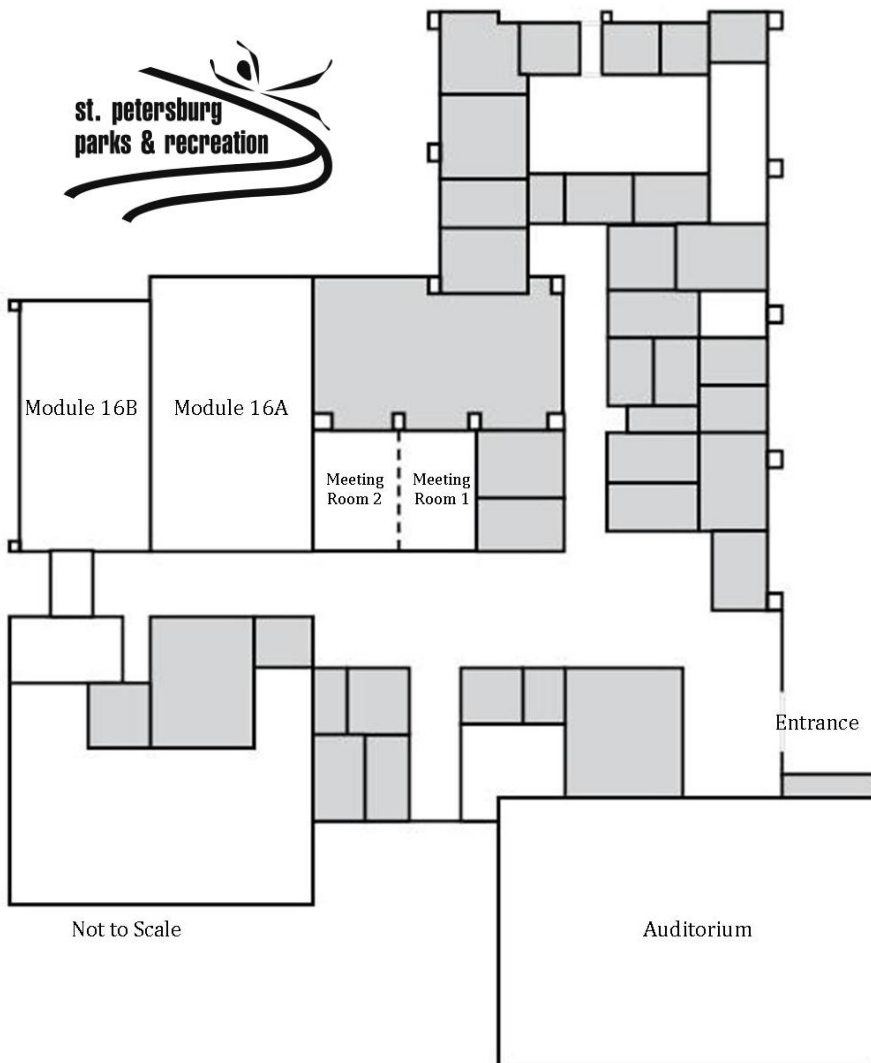 st. petersburg
parks & recreation
Module 16B
Module 16A
Meeting
Room 2
Meeting
Room 1
Entrance
Not to Scale
Auditorium